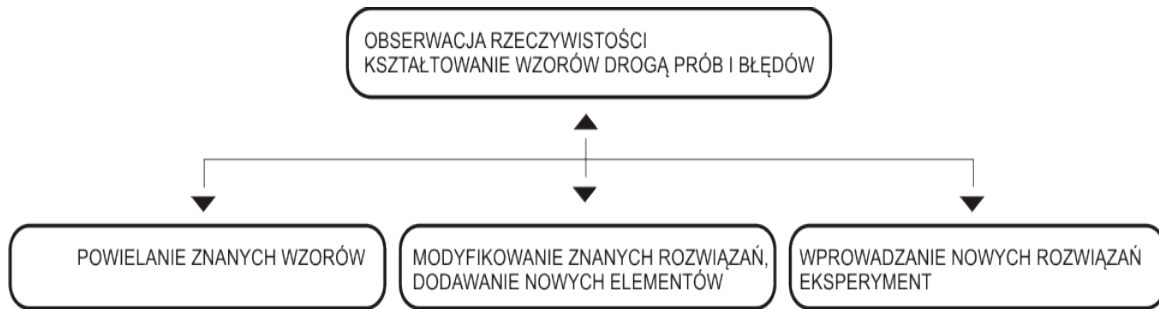 OBSERWACJA RZECZYWISTOŚCI
KSZTAŁTOWANIE WZORÓW DROGĄ PRÓB I BŁĘDÓW
POWIELANIE ZNANYCH WZORÓW
MODYFIKOWANIE ZNANYCH ROZWIĄZAŃ,
DODAWANIE NOWYCH ELEMENTÓW
WPROWADZANIE NOWYCH ROZWIĄZAŃ
EKSPERYMENT